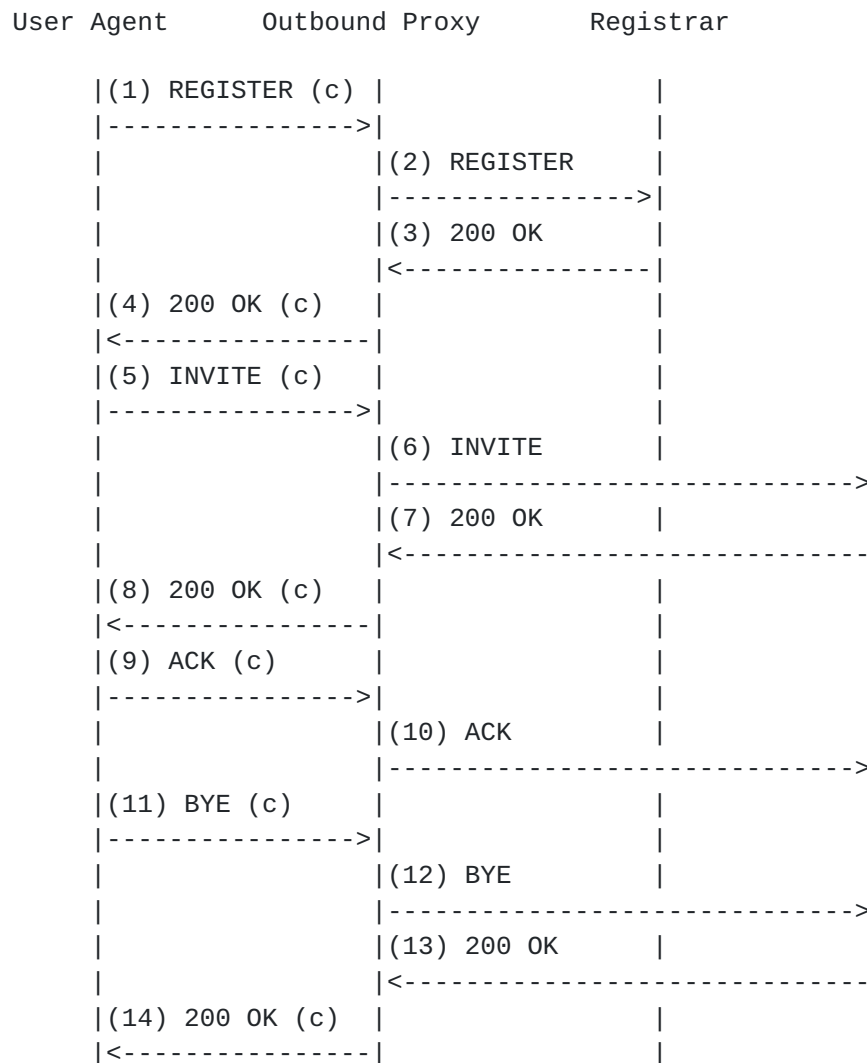 User Agent      Outbound Proxy       Registrar
     |(1) REGISTER (c) |                 |
     |---------------->|                 |
     |                 |(2) REGISTER     |
     |                 |---------------->|
     |                 |(3) 200 OK       |
     |                 |<----------------|
     |(4) 200 OK (c)   |                 |
     |<----------------|                 |
     |(5) INVITE (c)   |                 |
     |---------------->|                 |
     |                 |(6) INVITE       |
     |                 |------------------------------>
     |                 |(7) 200 OK       |
     |                 |<------------------------------
     |(8) 200 OK (c)   |                 |
     |<----------------|                 |
     |(9) ACK (c)      |                 |
     |---------------->|                 |
     |                 |(10) ACK         |
     |                 |------------------------------>
     |(11) BYE (c)     |                 |
     |---------------->|                 |
     |                 |(12) BYE         |
     |                 |------------------------------>
     |                 |(13) 200 OK      |
     |                 |<------------------------------
     |(14) 200 OK (c)  |                 |
     |<----------------|                 |